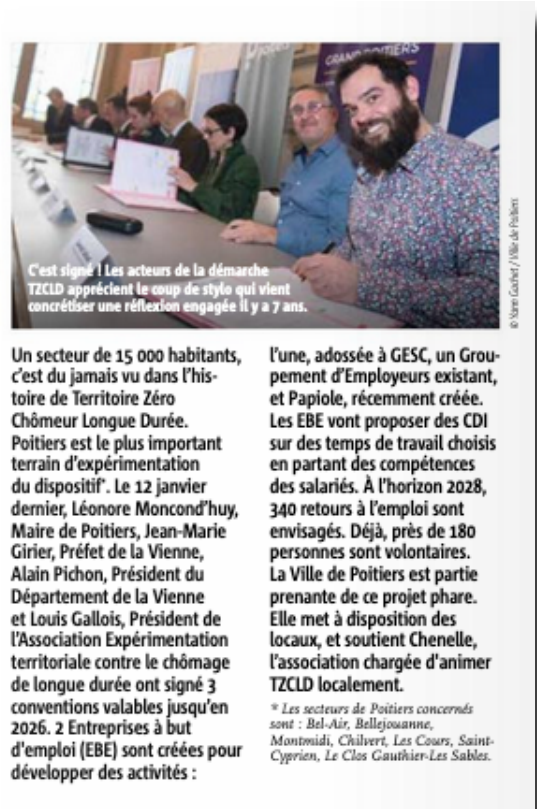 GRAND POITIERS
C'est signé ! Les acteurs de la démarche
TZCLD apprécient le coup de stylo qui vient
concrétiser une réflexion engagée il y a 7 ans.
© Yann Gachet / Ville de Poitiers
Un secteur de 15 000 habitants,
c'est du jamais vu dans l'his-
toire de Territoire Zéro
Chômeur Longue Durée.
Poitiers est le plus important
terrain d'expérimentation
du dispositif*. Le 12 janvier
dernier, Léonore Moncond'huy,
Maire de Poitiers, Jean-Marie
Girier, Préfet de la Vienne,
Alain Pichon, Président du
Département de la Vienne
et Louis Gallois, Président de
l'Association Expérimentation
territoriale contre le chômage
de longue durée ont signé 3
conventions valables jusqu'en
2026. 2 Entreprises à but
d'emploi (EBE) sont créées pour
développer des activités :
l'une, adossée à GESC, un Grou-
pement d'Employeurs existant,
et Papiole, récemment créée.
Les EBE vont proposer des CDI
sur des temps de travail choisis
en partant des compétences
des salariés. À l'horizon 2028,
340 retours à l'emploi sont
envisagés. Déjà, près de 180
personnes sont volontaires.
La Ville de Poitiers est partie
prenante de ce projet phare.
Elle met à disposition des
locaux, et soutient Chenelle,
l'association chargée d'animer
TZCLD localement.
* Les secteurs de Poitiers concernés
sont : Bel-Air, Bellejouanne,
Montmidi, Chilvert, Les Cours, Saint-
Cyprien, Le Clos Gauthier-Les Sables.